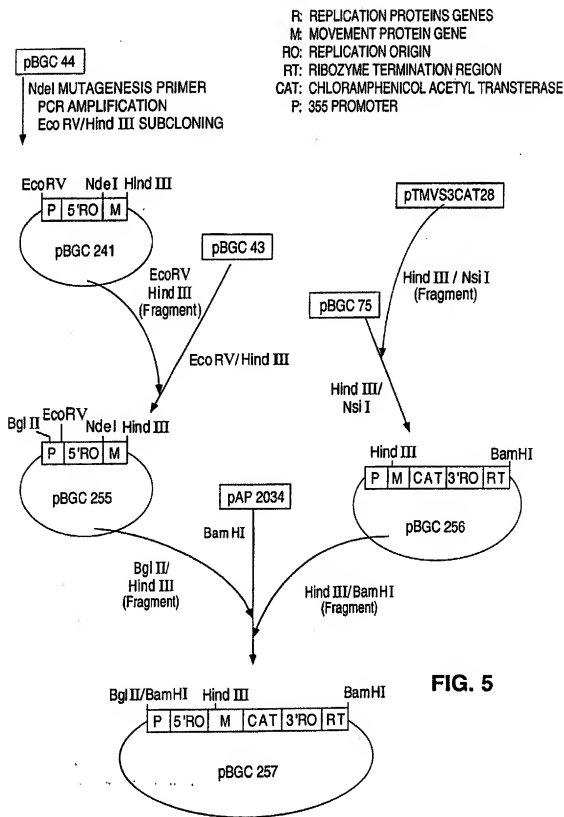 R: REPLICATION PROTEINS GENES
M: MOVEMENT PROTEIN GENE
RO: REPLICATION ORIGIN
RT: RIBOZYME TERMINATION REGION
CAT: CHLORAMPHENICOL ACETYL TRANSTERASE
P: 355 PROMOTER
pBGC 44
NdeI MUTAGENESIS PRIMER
PCR AMPLIFICATION
Eco RV/Hind III SUBCLONING
EcoRV NdeI HInd III
P 5'RO M
pBGC 241
pBGC 43
EcoRV
Hind III
(Fragment)
Eco RV/Hind III
pTMVS3CAT28
Hind III / Nsi I
(Fragment)
pBGC 75
Hind III/
Nsi I
Bgl II EcoRV NdeI Hind III
P 5'RO M
pBGC 255
Hind III BamHI
P M CAT 3'RO RT
pBGC 256
pAP 2034
Bam HI
Bgl II/
Hind III
(Fragment)
Hind III/BamHI
(Fragment)
FIG. 5
Bgl II/BamHI Hind III BamHI
P 5'RO M CAT 3'RO RT
pBGC 257